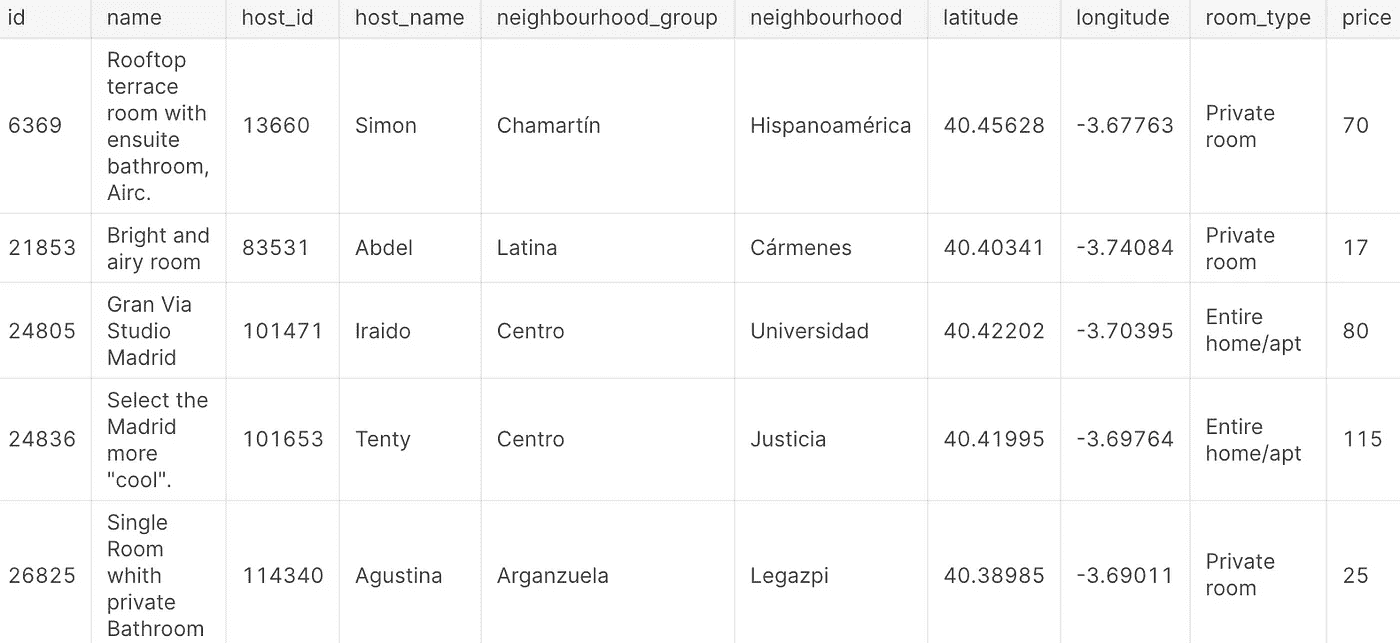 id name host_id host_name neighbourhood_group neighbourhood latitude longitude room_type price
6369 Rooftop terrace room with ensuite bathroom, Airc. 13660 Simon Chamartín Hispanoamérica 40.45628 -3.67763 Private room 70
21853 Bright and airy room 83531 Abdel Latina Cármenes 40.40341 -3.74084 Private room 17
24805 Gran Via Studio Madrid 101471 Iraido Centro Universidad 40.42202 -3.70395 Entire home/apt 80
24836 Select the Madrid more "cool". 101653 Tenty Centro Justicia 40.41995 -3.69764 Entire home/apt 115
26825 Single Room whith private Bathroom 114340 Agustina Arganzuela Legazpi 40.38985 -3.69011 Private room 25